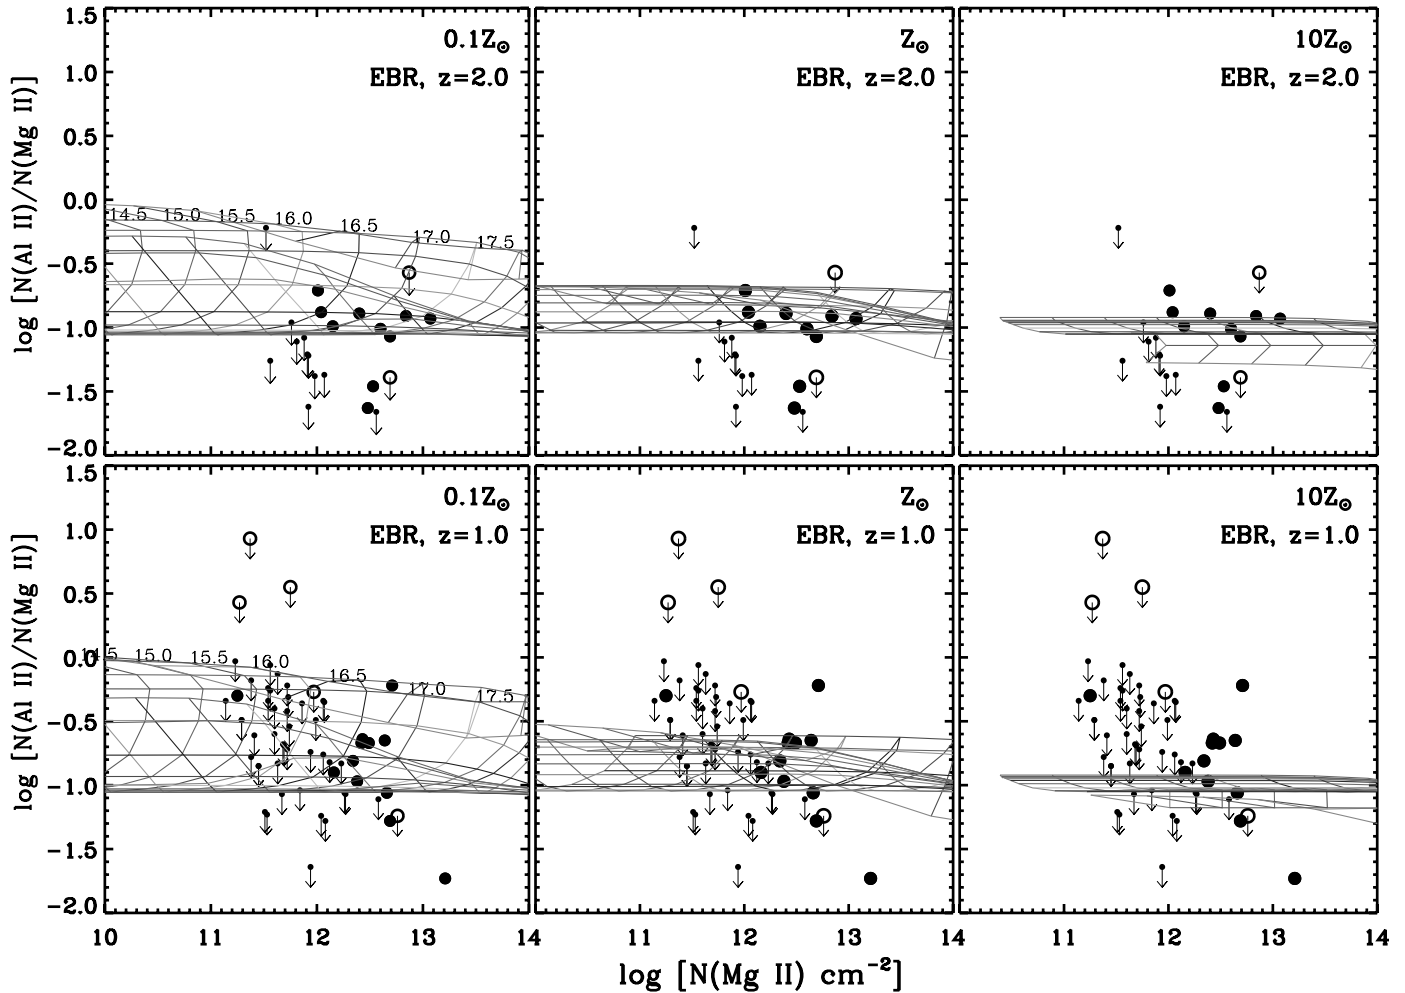 1.5
0.1Z⊙
Z⊙
10Z⊙
1.0
EBR, z=2.0
EBR, z=2.0
EBR, z=2.0
0.5
0.0
14.5 15.0 15.5 16.0 16.5 17.0 17.5
−0.5
−1.0
−1.5
−2.0
log [N(Al II)/N(Mg II)]
1.5
0.1Z⊙
Z⊙
10Z⊙
1.0
EBR, z=1.0
EBR, z=1.0
EBR, z=1.0
0.5
0.0
14.5 15.0 15.5 16.0 16.5 17.0 17.5
−0.5
−1.0
−1.5
−2.0
log [N(Al II)/N(Mg II)]
10 11 12 13 14 11 12 13 14 11 12 13 14
log [N(Mg II) cm⁻²]